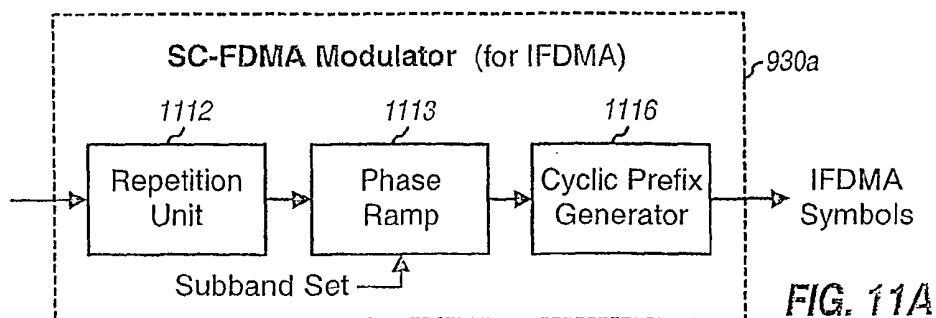 SC-FDMA Modulator (for IFDMA)
930a
1112
1113
1116
Repetition
Unit
Phase
Ramp
Cyclic Prefix
Generator
IFDMA
Symbols
Subband Set
FIG. 11A